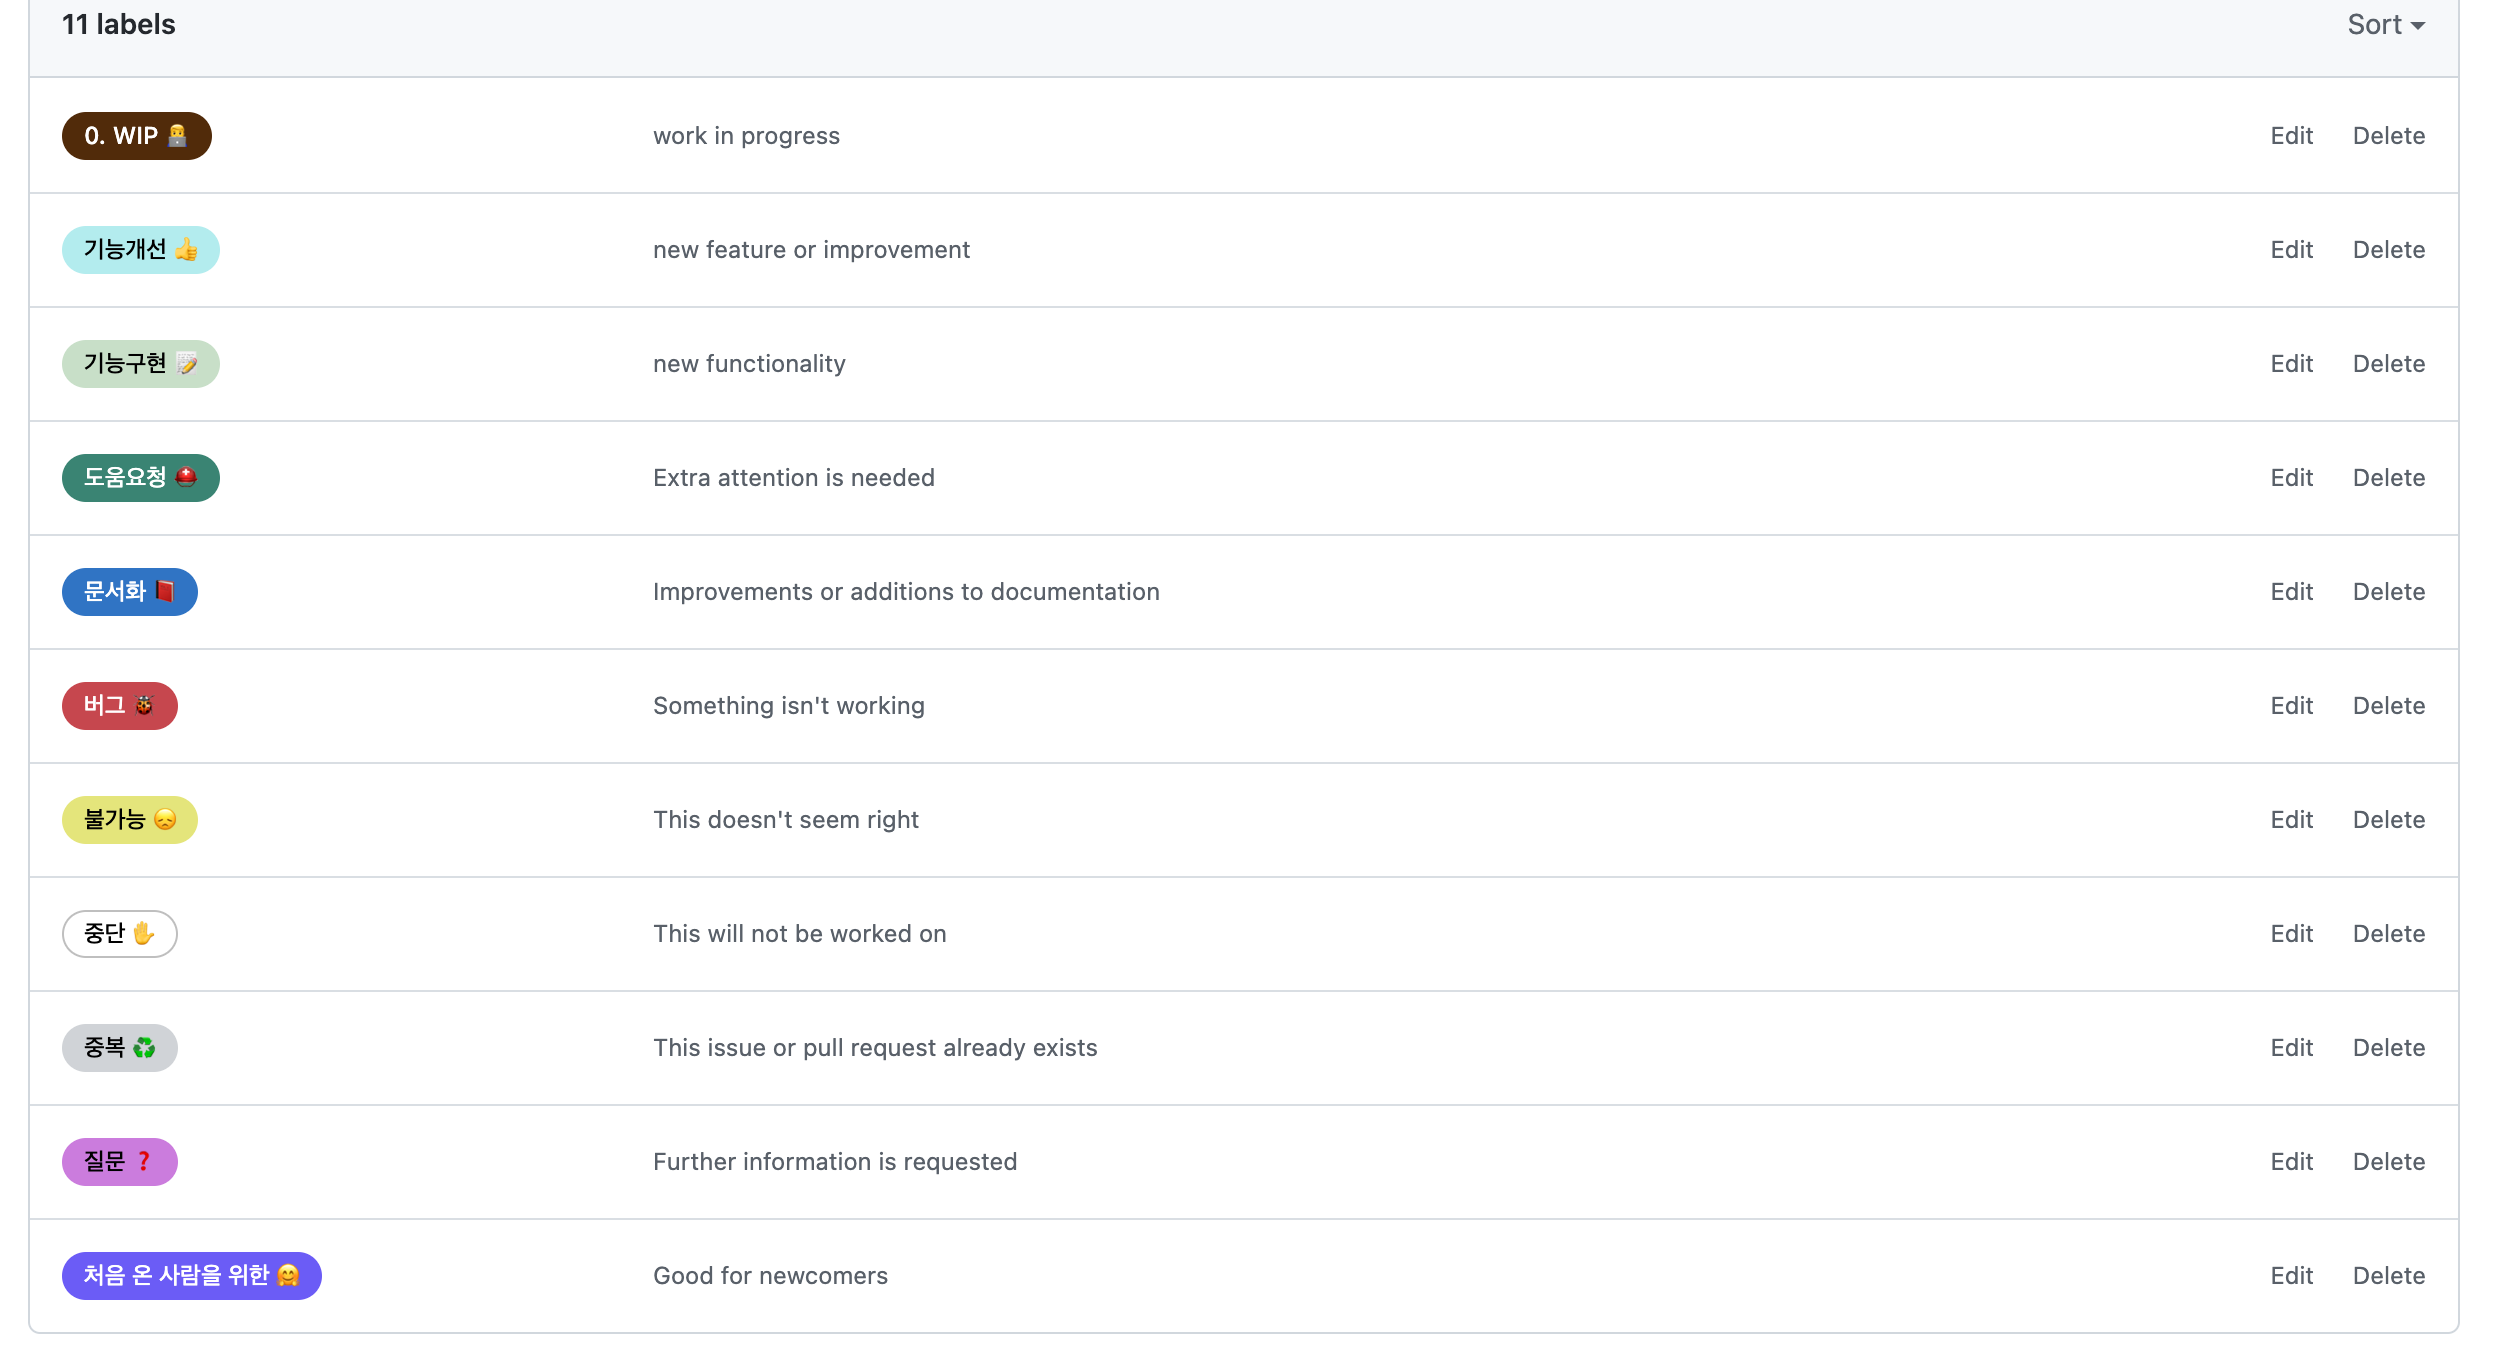 11 labels Sort
0. WIP 🧑‍💻 work in progress Edit Delete
기능개선 👍 new feature or improvement Edit Delete
기능구현 📝 new functionality Edit Delete
도움요청 ⛑ Extra attention is needed Edit Delete
문서화 📕 Improvements or additions to documentation Edit Delete
버그 🐞 Something isn't working Edit Delete
불가능 😞 This doesn't seem right Edit Delete
중단 ✋ This will not be worked on Edit Delete
중복 ♻️ This issue or pull request already exists Edit Delete
질문 ❓ Further information is requested Edit Delete
처음 온 사람을 위한 🤗 Good for newcomers Edit Delete